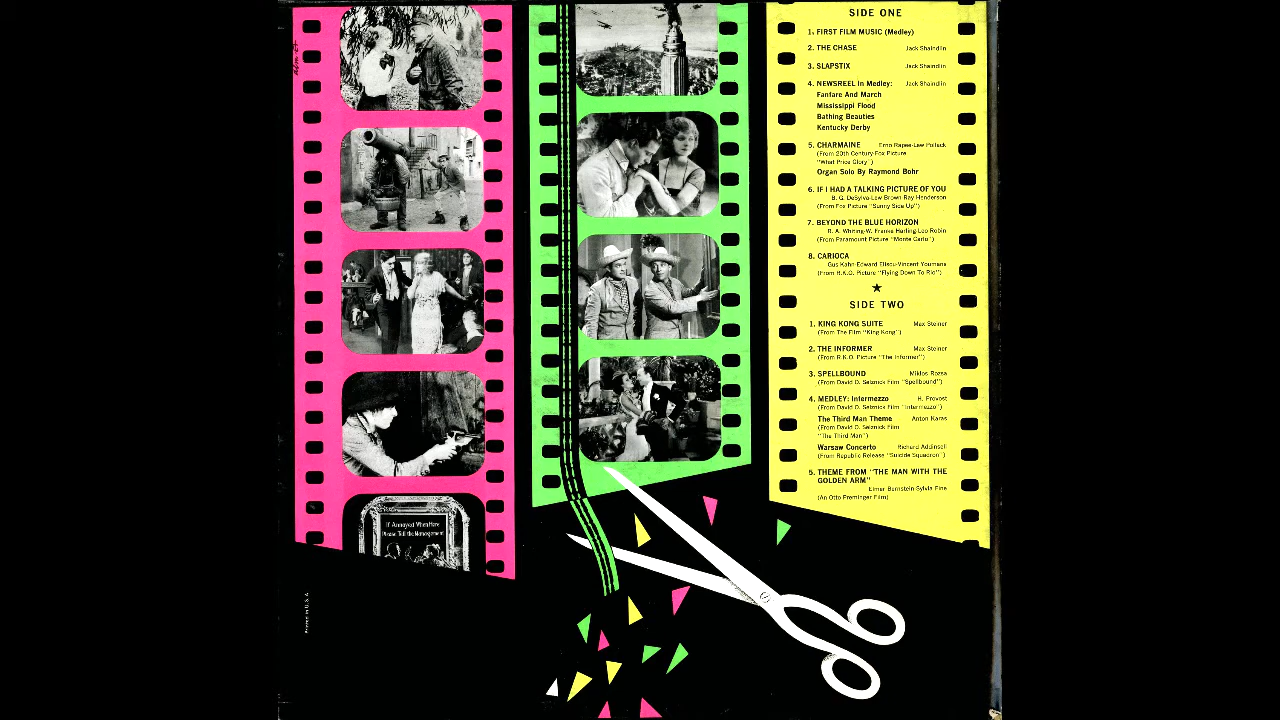 SIDE ONE
1. FIRST FILM MUSIC (Medley)
2. THE CHASE Jack Shaindlin
3. SLAPSTIX Jack Shaindlin
4. NEWSREEL in Medley: Jack Shaindlin
Fanfare And March
Mississippi Flood
Bathing Beauties
Kentucky Derby
5. CHARMAINE Erno Rapee-Lew Pollack
(From 20th Century-Fox Picture
"What Price Glory")
Organ Solo By Raymond Bohr
6. IF I HAD A TALKING PICTURE OF YOU
B. G. DeSylva-Lew Brown-Ray Henderson
(From Fox Picture "Sunny Side Up")
7. BEYOND THE BLUE HORIZON
R. A. Whiting-W. Franke Harling-Leo Robin
(From Paramount Picture "Monte Carlo")
8. CARIOCA
Gus Kahn-Edward Eliscu-Vincent Youmans
(From R.K.O. Picture "Flying Down To Rio")
★
SIDE TWO
1. KING KONG SUITE Max Steiner
(From The Film "King Kong")
2. THE INFORMER Max Steiner
(From R.K.O. Picture "The Informer")
3. SPELLBOUND Miklos Rozsa
(From David O. Selznick Film "Spellbound")
4. MEDLEY: Intermezzo H. Provost
(From David O. Selznick Film "Intermezzo")
The Third Man Theme Anton Karas
(From David O. Selznick Film
"The Third Man")
Warsaw Concerto Richard Addinsell
(From Republic Release "Suicide Squadron")
5. THEME FROM "THE MAN WITH THE
GOLDEN ARM"
Elmer Bernstein-Sylvia Fine
(An Otto Preminger Film)
If Annoyed When Here
Please Tell the Management
Printed in U.S.A.